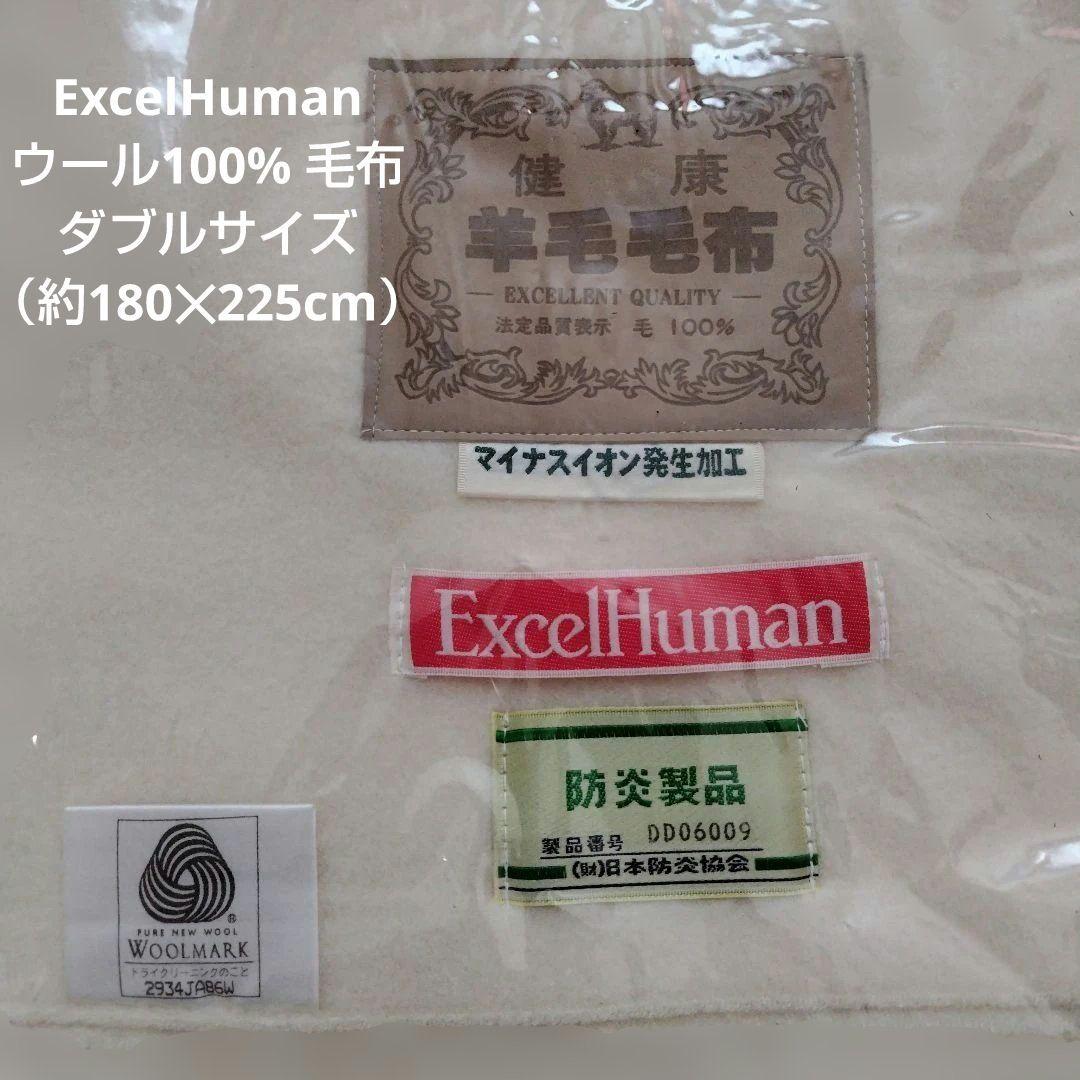 ExcelHuman
ウール100% 毛布
ダブルサイズ
（約180×225cm）
健 康
羊毛毛布
— EXCELLENT QUALITY —
法定品質表示 毛 100%
マイナスイオン発生加工
ExcelHuman
防炎製品
製品番号 DD06009
(財)日本防炎協会
®
PURE NEW WOOL
WOOLMARK
ドライクリーニングのこと
2934JA86W